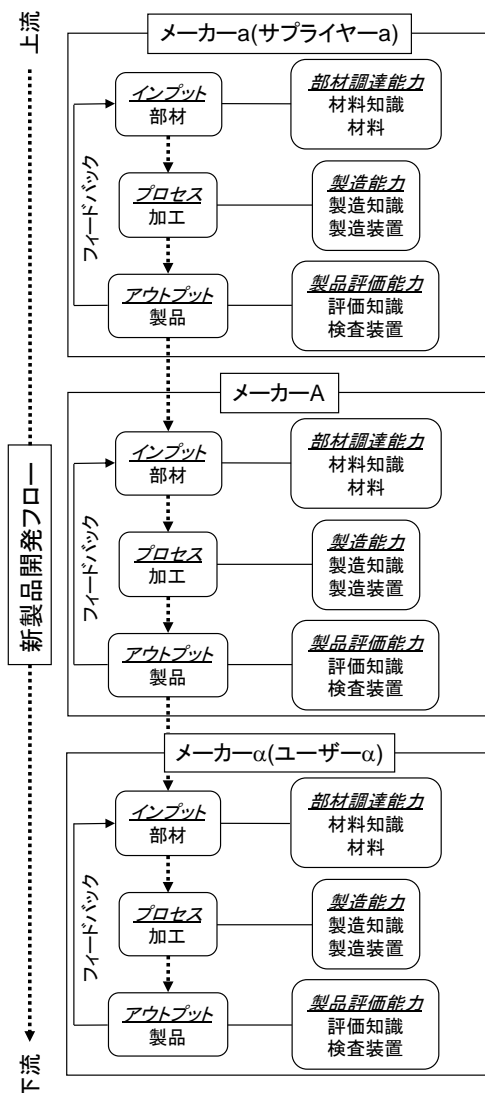 上流
新製品開発フロー
下流
メーカーa(サプライヤーa)
インプット
部材
部材調達能力
材料知識
材料
フィードバック
プロセス
加工
製造能力
製造知識
製造装置
アウトプット
製品
製品評価能力
評価知識
検査装置
メーカーA
インプット
部材
部材調達能力
材料知識
材料
フィードバック
プロセス
加工
製造能力
製造知識
製造装置
アウトプット
製品
製品評価能力
評価知識
検査装置
メーカーα(ユーザーα)
インプット
部材
部材調達能力
材料知識
材料
フィードバック
プロセス
加工
製造能力
製造知識
製造装置
アウトプット
製品
製品評価能力
評価知識
検査装置